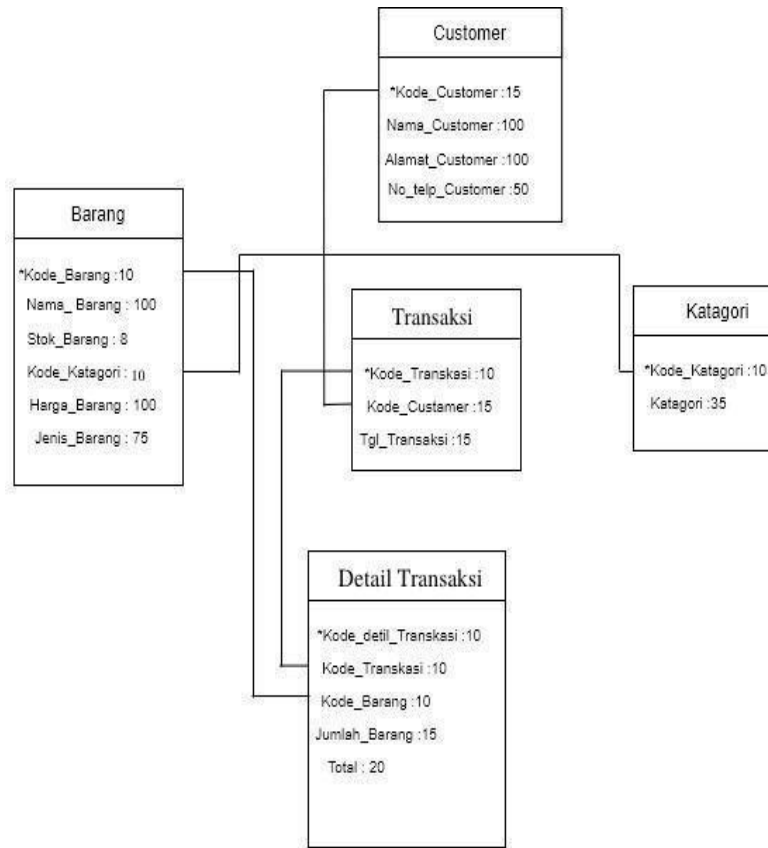 Customer
*Kode_Customer :15
Nama_Customer :100
Alamat_Customer :100
No_telp_Customer :50
Barang
*Kode_Barang :10
Nama_ Barang : 100
Stok_Barang : 8
Kode_Katagori : 10
Harga_Barang : 100
Jenis_Barang : 75
Transaksi
*Kode_Transkasi :10
Kode_Custamer :15
Tgl_Transaksi :15
Katagori
*Kode_Katagori :10
Katagori :35
Detail Transaksi
*Kode_detil_Transkasi :10
Kode_Transkasi :10
Kode_Barang :10
Jumlah_Barang :15
Total : 20